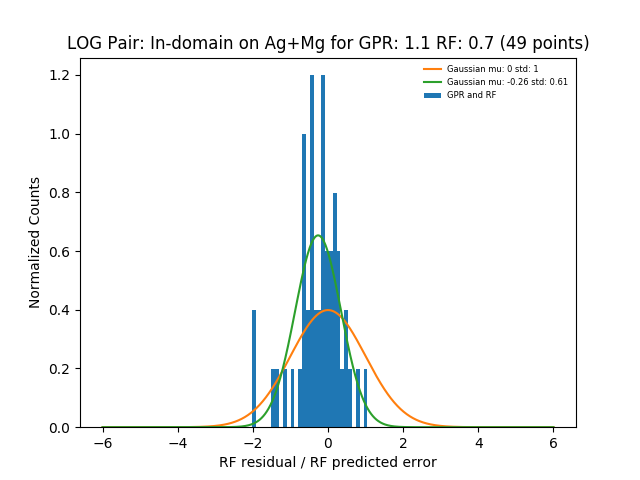 LOG Pair: In-domain on Ag+Mg for GPR: 1.1 RF: 0.7 (49 points)
Gaussian mu: 0 std: 1
Gaussian mu: -0.26 std: 0.61
GPR and RF
Normalized Counts
1.2
1.0
0.8
0.6
0.4
0.2
0.0
−6 −4 −2 0 2 4 6
RF residual / RF predicted error